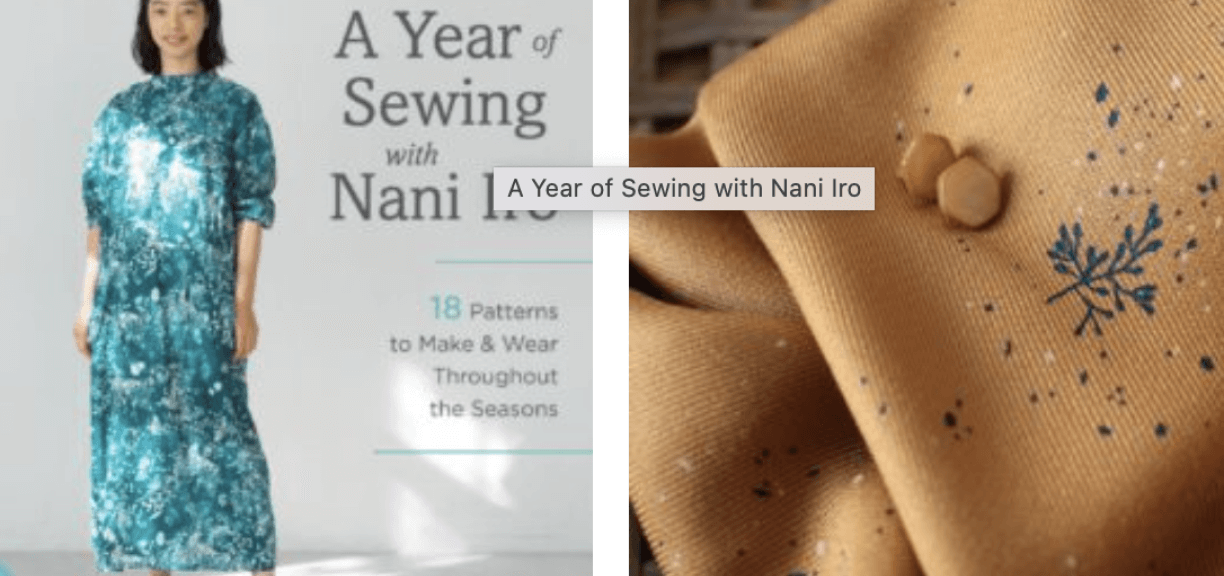 A Year of
Sewing
with
Nani Iro
A Year of Sewing with Nani Iro
18 Patterns
to Make & Wear
Throughout
the Seasons